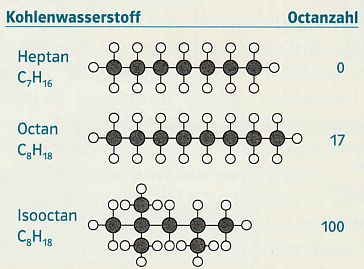 Kohlenwasserstoff Octanzahl
Heptan
C₇H₁₆ 0
Octan
C₈H₁₈ 17
Isooctan
C₈H₁₈ 100